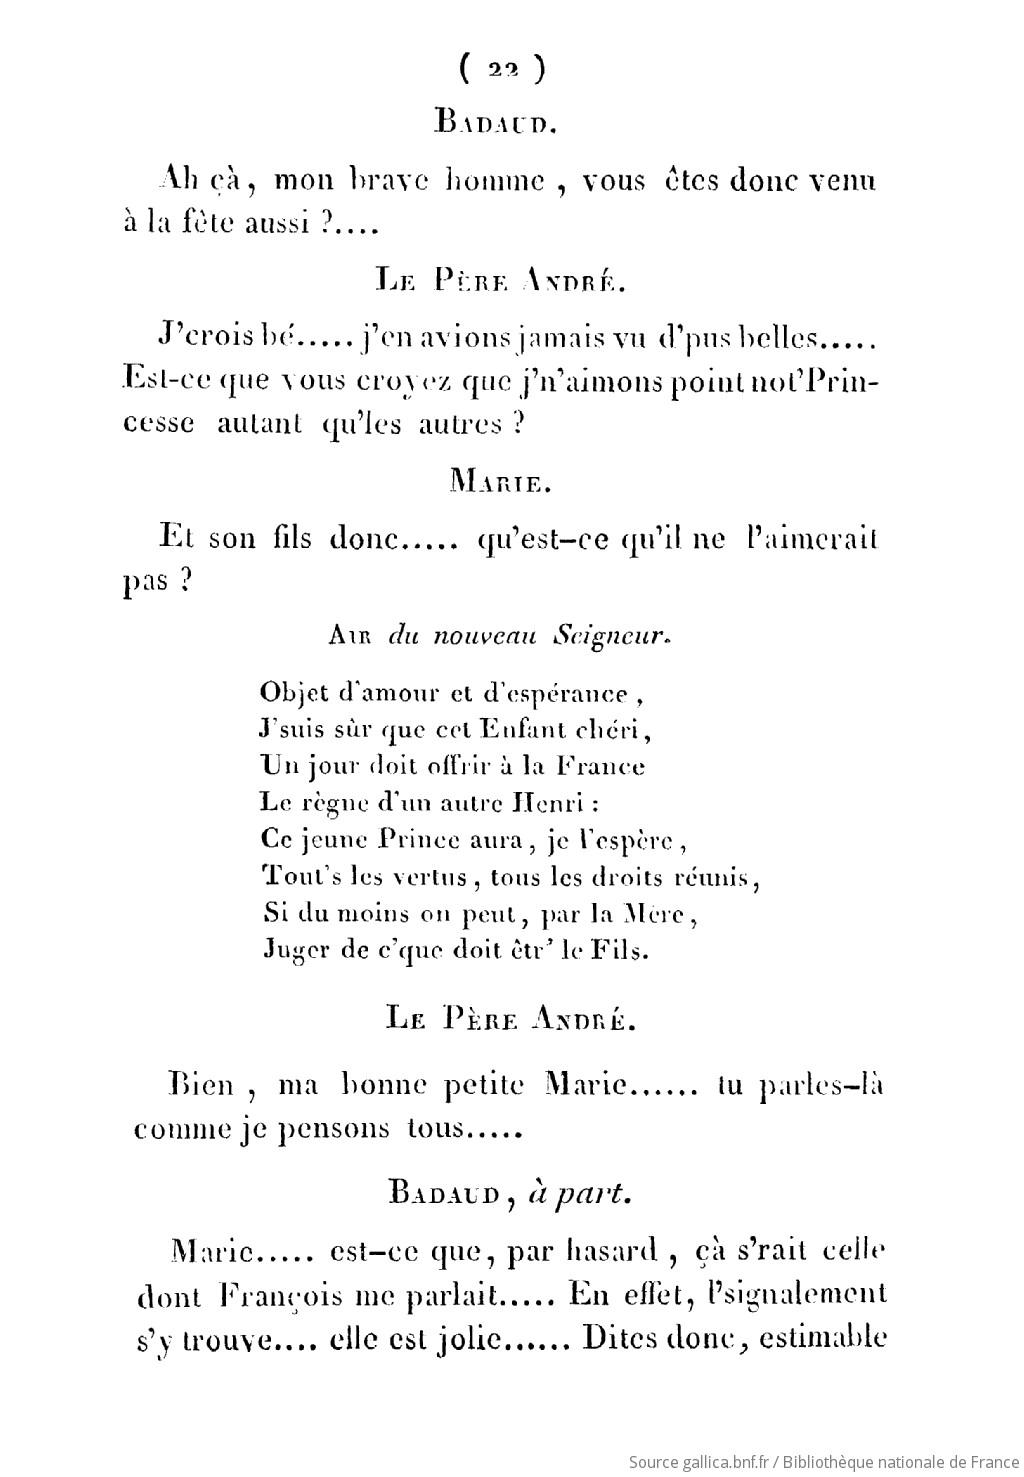 ( 22 )
BADAUD.
Ah çà, mon brave homme , vous êtes donc venu
à la fête aussi ?....
LE PÈRE ANDRÉ.
J'crois bé..... j'en avions jamais vu d'pus belles.....
Est-ce que vous croyez que j'n'aimons point not'Prin-
cesse autant qu'les autres ?
MARIE.
Et son fils donc..... qu'est-ce qu'il ne l'aimerait
pas ?
AIR du nouveau Seigneur.
Objet d'amour et d'espérance ,
J'suis sûr que cet Enfant chéri,
Un jour doit offrir à la France
Le règne d'un autre Henri :
Ce jeune Prince aura, je l'espère,
Tout's les vertus, tous les droits réunis,
Si du moins on peut, par la Mère,
Juger de c'que doit êtr' le Fils.
LE PÈRE ANDRÉ.
Bien , ma bonne petite Marie...... tu parles-là
comme je pensons tous.....
BADAUD, à part.
Marie..... est-ce que, par hasard , çà s'rait celle
dont François me parlait..... En effet, l'signalement
s'y trouve.... elle est jolie...... Dites donc, estimable
Source gallica.bnf.fr / Bibliothèque nationale de France